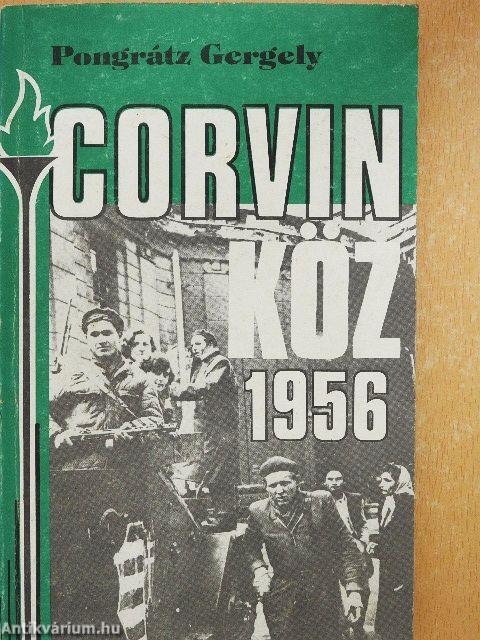 Pongrátz Gergely
CORVIN
KÖZ
1956
Antikvárium.hu